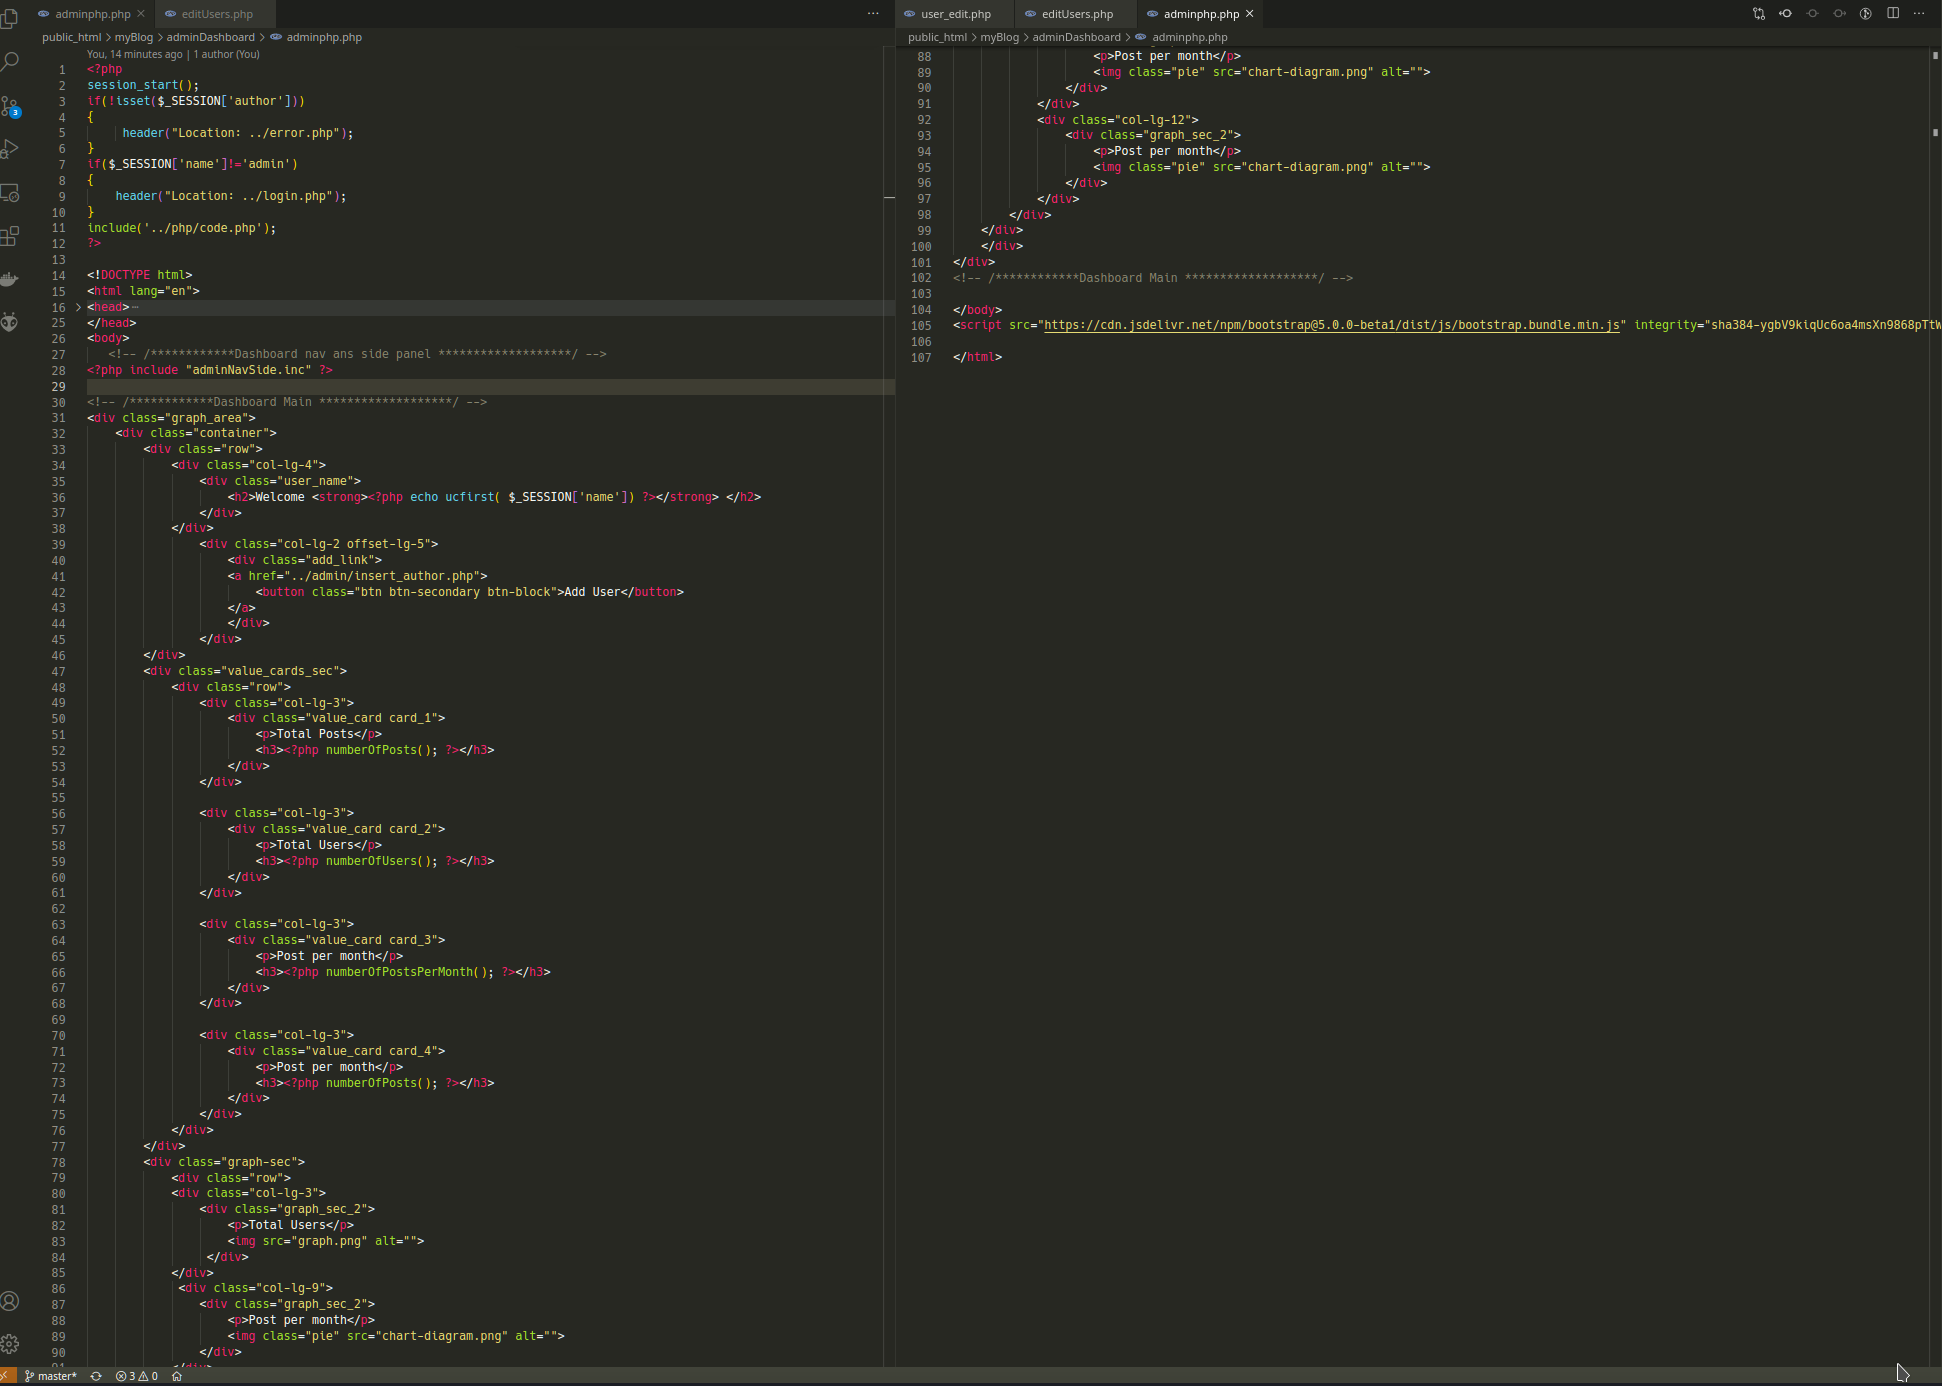 adminphp.php
editUsers.php
public_html > myBlog > adminDashboard > adminphp.php
You, 14 minutes ago | 1 author (You)
1 <?php
2 session_start();
3 if(!isset($_SESSION['author']))
4 {
5 header("Location: ../error.php");
6 }
7 if($_SESSION['name']!='admin')
8 {
9 header("Location: ../login.php");
10 }
11 include('../php/code.php');
12 ?>
13
14 <!DOCTYPE html>
15 <html lang="en">
16 <head>
25 </head>
26 <body>
27 <!-- /************Dashboard nav ans side panel *******************/ -->
28 <?php include "adminNavSide.inc" ?>
29
30 <!-- /************Dashboard Main *******************/ -->
31 <div class="graph_area">
32 <div class="container">
33 <div class="row">
34 <div class="col-lg-4">
35 <div class="user_name">
36 <h2>Welcome <strong><?php echo ucfirst( $_SESSION['name']) ?></strong> </h2>
37 </div>
38 </div>
39 <div class="col-lg-2 offset-lg-5">
40 <div class="add_link">
41 <a href="../admin/insert_author.php">
42 <button class="btn btn-secondary btn-block">Add User</button>
43 </a>
44 </div>
45 </div>
46 </div>
47 <div class="value_cards_sec">
48 <div class="row">
49 <div class="col-lg-3">
50 <div class="value_card card_1">
51 <p>Total Posts</p>
52 <h3><?php numberOfPosts(); ?></h3>
53 </div>
54 </div>
55
56 <div class="col-lg-3">
57 <div class="value_card card_2">
58 <p>Total Users</p>
59 <h3><?php numberOfUsers(); ?></h3>
60 </div>
61 </div>
62
63 <div class="col-lg-3">
64 <div class="value_card card_3">
65 <p>Post per month</p>
66 <h3><?php numberOfPostsPerMonth(); ?></h3>
67 </div>
68 </div>
69
70 <div class="col-lg-3">
71 <div class="value_card card_4">
72 <p>Post per month</p>
73 <h3><?php numberOfPosts(); ?></h3>
74 </div>
75 </div>
76 </div>
77 </div>
78 <div class="graph-sec">
79 <div class="row">
80 <div class="col-lg-3">
81 <div class="graph_sec_2">
82 <p>Total Users</p>
83 <img src="graph.png" alt="">
84 </div>
85 </div>
86 <div class="col-lg-9">
87 <div class="graph_sec_2">
88 <p>Post per month</p>
89 <img class="pie" src="chart-diagram.png" alt="">
90 </div>
91 </div>
user_edit.php
editUsers.php
adminphp.php
public_html > myBlog > adminDashboard > adminphp.php
88 <p>Post per month</p>
89 <img class="pie" src="chart-diagram.png" alt="">
90 </div>
91 </div>
92 <div class="col-lg-12">
93 <div class="graph_sec_2">
94 <p>Post per month</p>
95 <img class="pie" src="chart-diagram.png" alt="">
96 </div>
97 </div>
98 </div>
99 </div>
100 </div>
101 </div>
102 <!-- /************Dashboard Main *******************/ -->
103
104 </body>
105 <script src="https://cdn.jsdelivr.net/npm/bootstrap@5.0.0-beta1/dist/js/bootstrap.bundle.min.js" integrity="sha384-ygbV9kiqUc6oa4msXn9868pTtW
106
107 </html>
3
master*
3 0